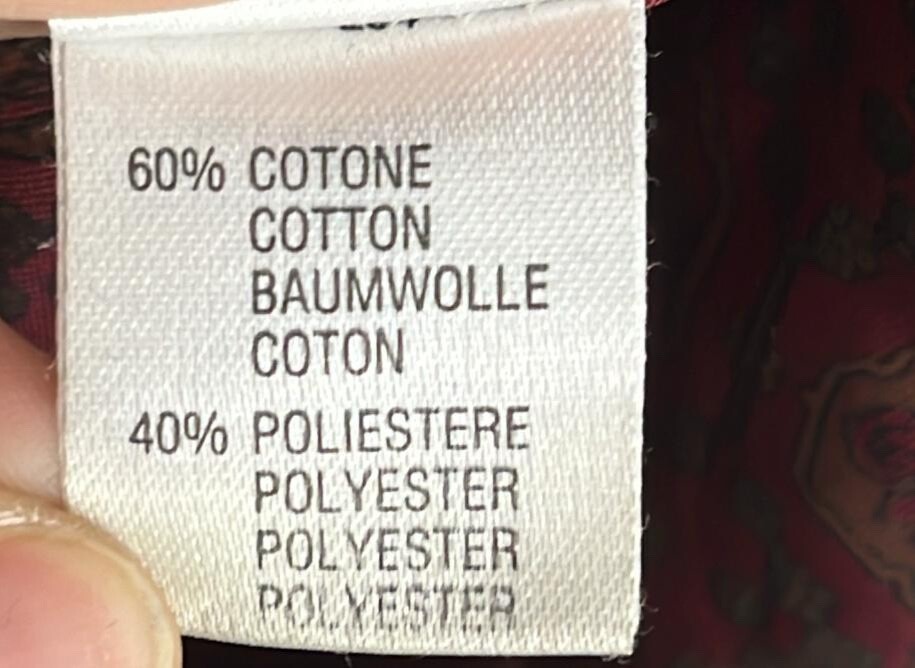 60% COTONE
COTTON
BAUMWOLLE
COTON
40% POLIESTERE
POLYESTER
POLYESTER
POLYESTER